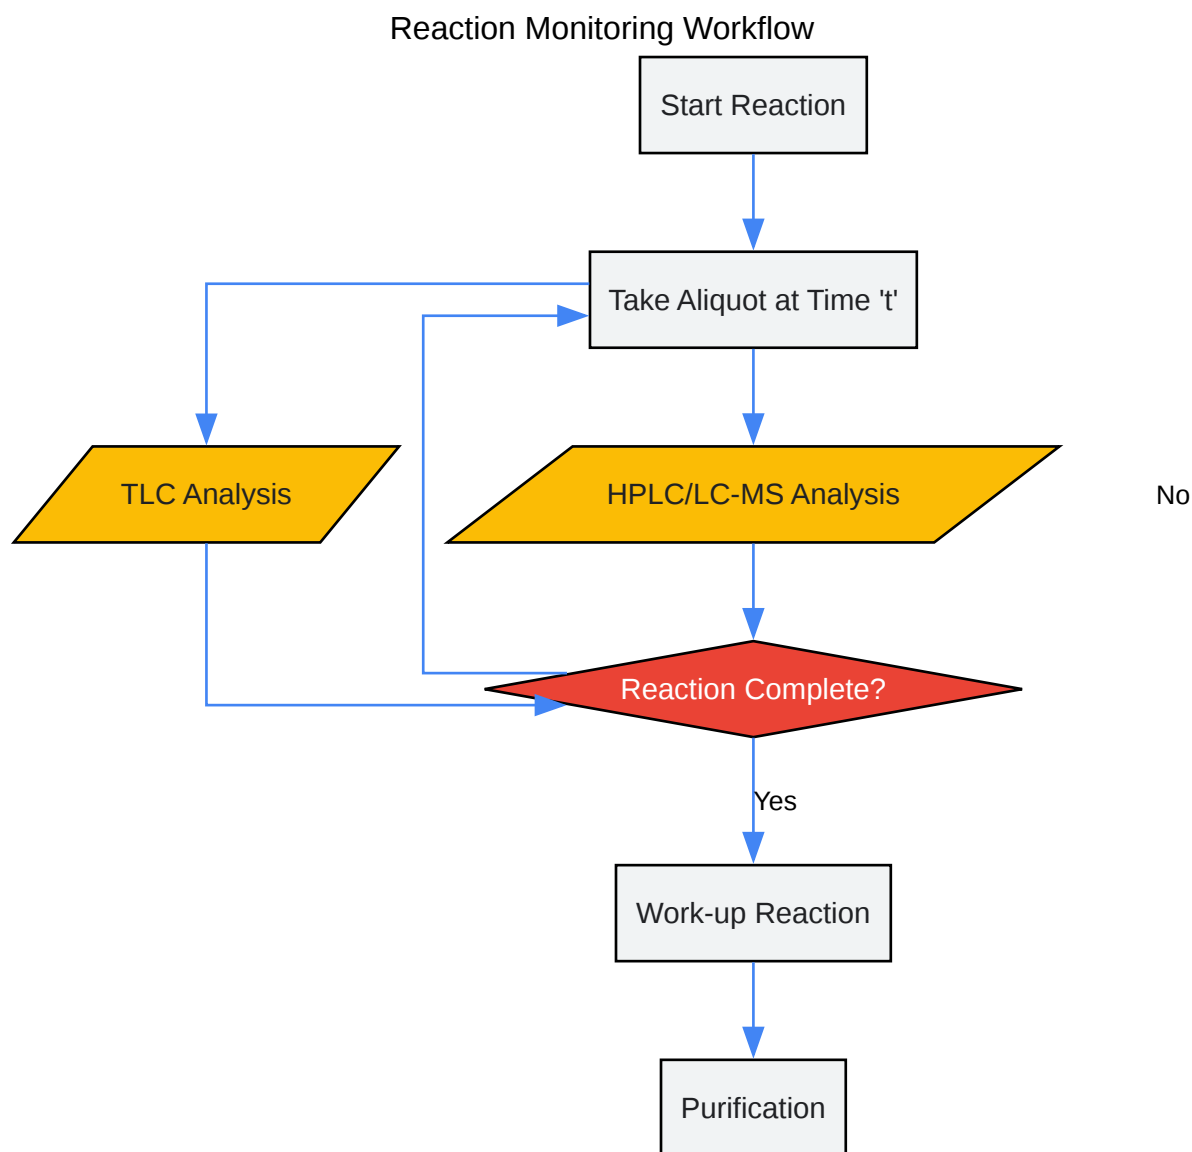 Reaction Monitoring Workflow
Start Reaction
Take Aliquot at Time 't'
TLC Analysis
HPLC/LC-MS Analysis
No
Reaction Complete?
Yes
Work-up Reaction
Purification